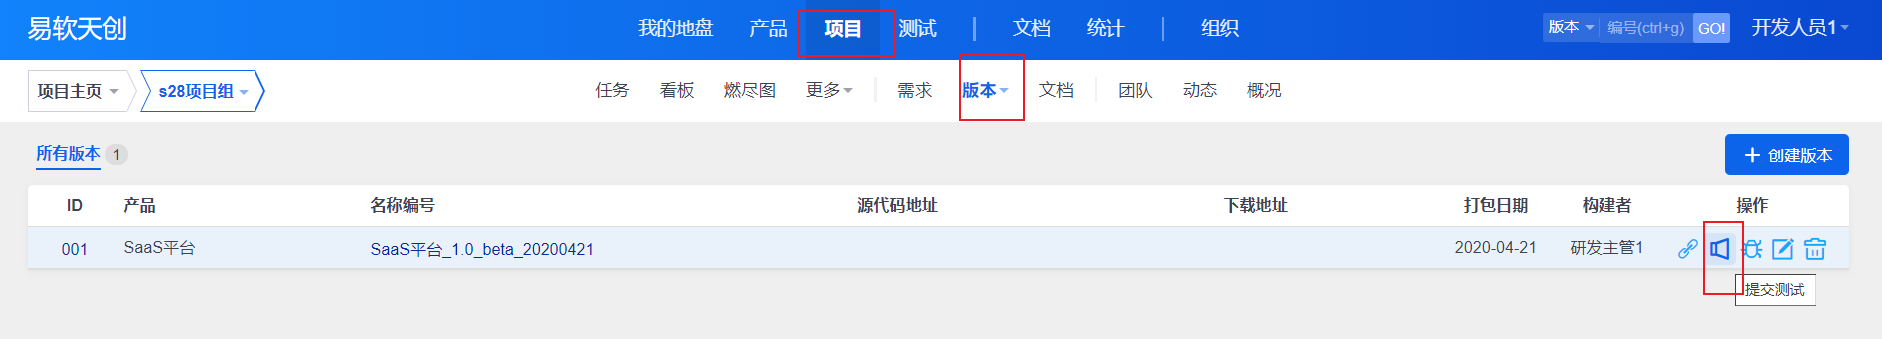 易软天创 我的地盘 产品 项目 测试 文档 统计 组织 版本 编号(ctrl+g) GO! 开发人员1
项目主页 s28项目组 任务 看板 燃尽图 更多 需求 版本 文档 团队 动态 概况
所有版本 1 创建版本
ID 产品 名称编号 源代码地址 下载地址 打包日期 构建者 操作
001 SaaS平台 SaaS平台_1.0_beta_20200421 2020-04-21 研发主管1
提交测试